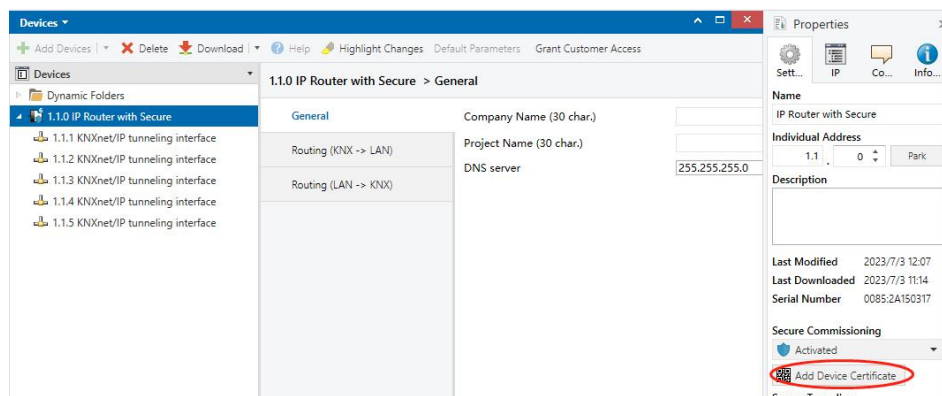 Devices
Add Devices Delete Download Help Highlight Changes Default Parameters Grant Customer Access
Devices
Dynamic Folders
1.1.0 IP Router with Secure
1.1.1 KNXnet/IP tunneling interface
1.1.2 KNXnet/IP tunneling interface
1.1.3 KNXnet/IP tunneling interface
1.1.4 KNXnet/IP tunneling interface
1.1.5 KNXnet/IP tunneling interface
1.1.0 IP Router with Secure > General
General
Routing (KNX -> LAN)
Routing (LAN -> KNX)
Company Name (30 char.)
Project Name (30 char.)
DNS server 255.255.255.0
Properties
Sett... IP Co... Info...
Name
IP Router with Secure
Individual Address
1.1 . 0 Park
Description
Last Modified 2023/7/3 12:07
Last Downloaded 2023/7/3 11:14
Serial Number 0085:2A150317
Secure Commissioning
Activated
Add Device Certificate